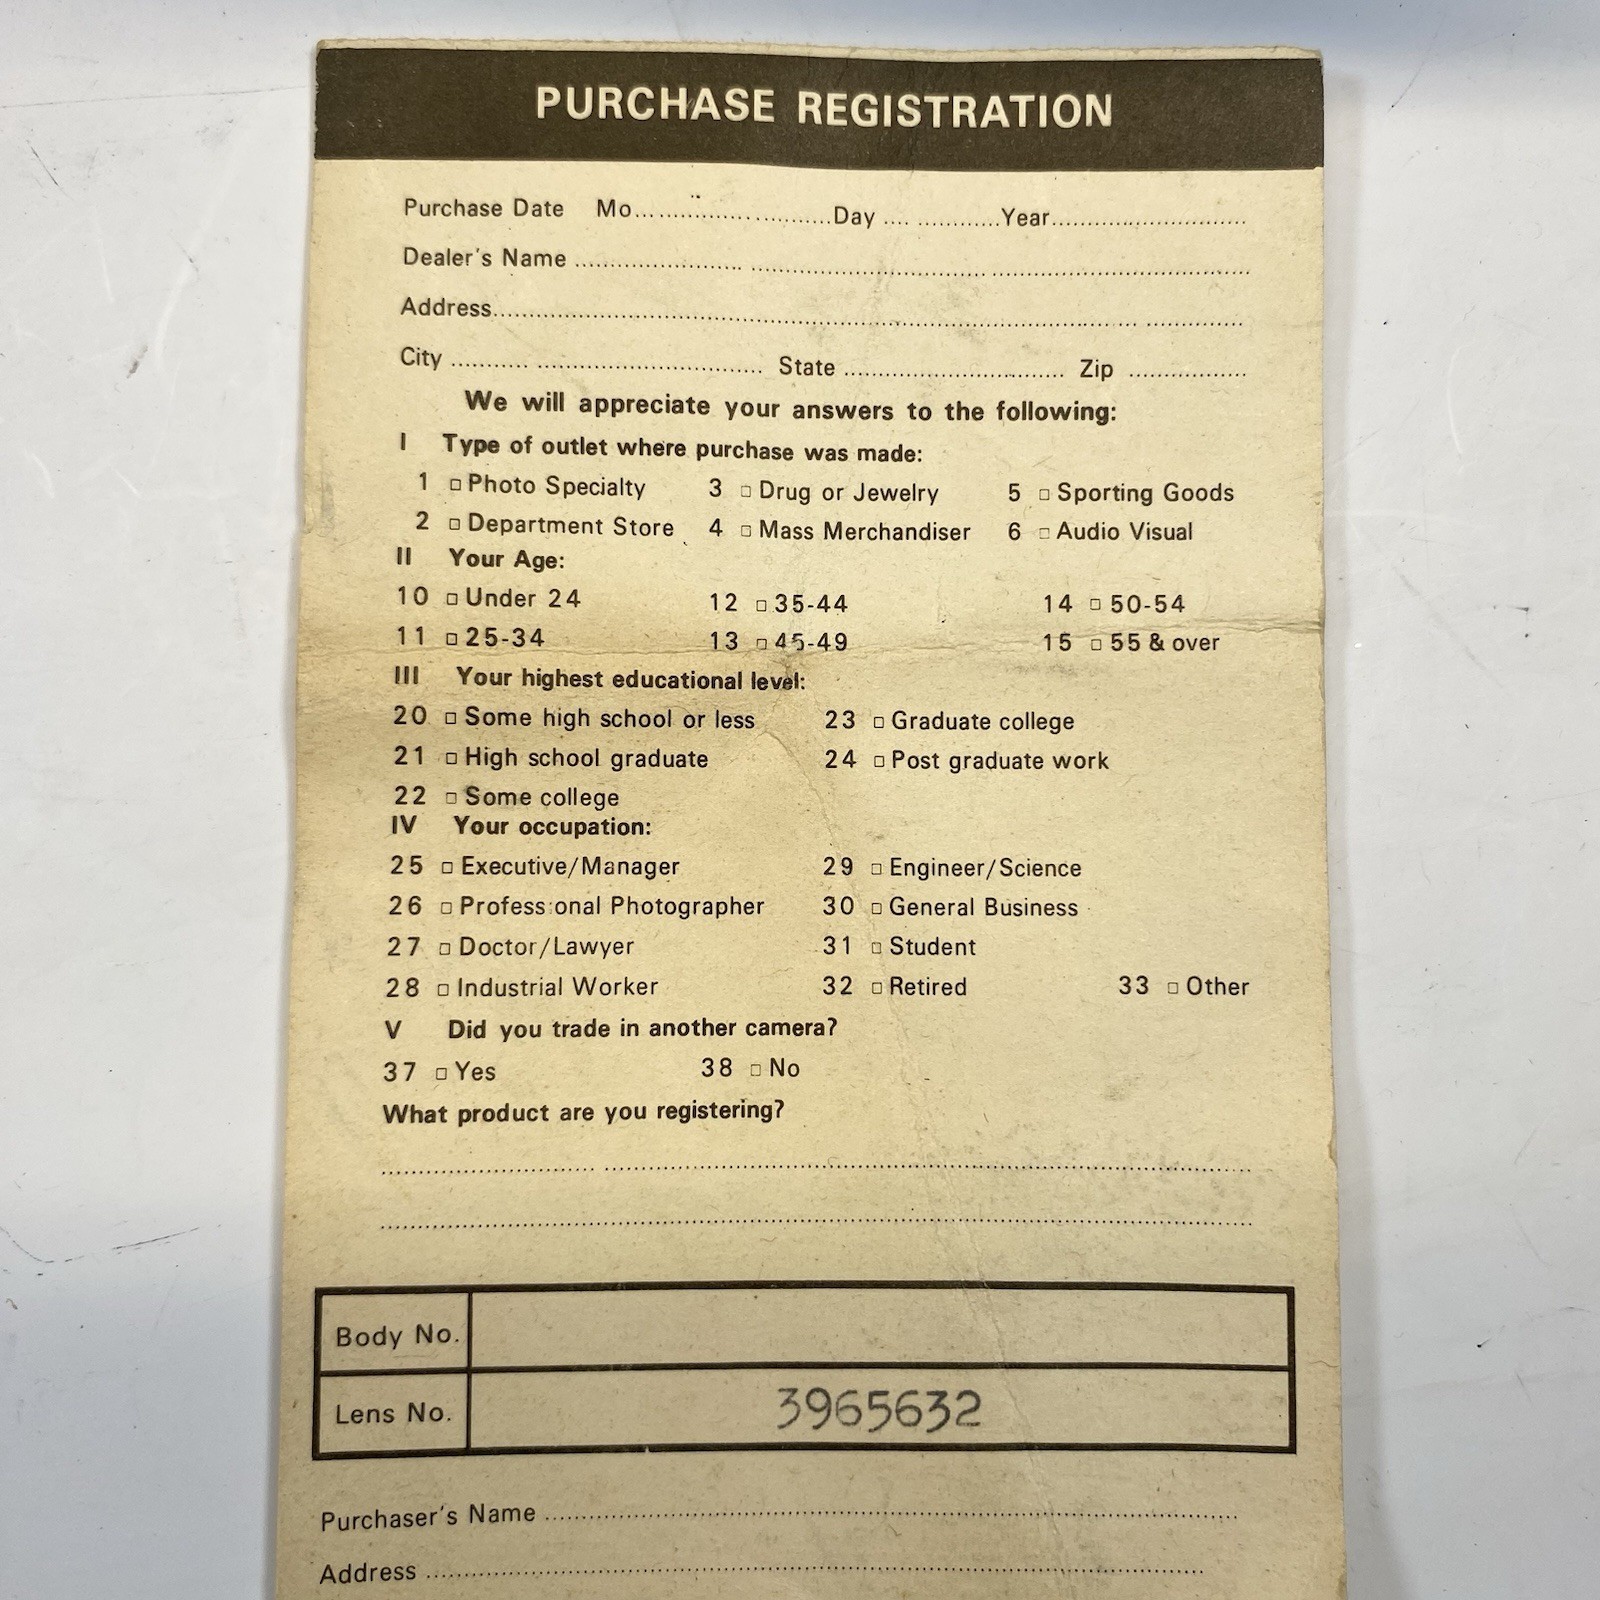 PURCHASE REGISTRATION
Purchase Date Mo.............................Day ...............Year.............................
Dealer's Name ................................................................................
Address................................................................................
City ........................................ State ............................. Zip ................
We will appreciate your answers to the following:
I Type of outlet where purchase was made:
1 □ Photo Specialty 3 □ Drug or Jewelry 5 □ Sporting Goods
2 □ Department Store 4 □ Mass Merchandiser 6 □ Audio Visual
II Your Age:
10 □ Under 24 12 □ 35-44 14 □ 50-54
11 □ 25-34 13 □ 45-49 15 □ 55 & over
III Your highest educational level:
20 □ Some high school or less 23 □ Graduate college
21 □ High school graduate 24 □ Post graduate work
22 □ Some college
IV Your occupation:
25 □ Executive/Manager 29 □ Engineer/Science
26 □ Professional Photographer 30 □ General Business
27 □ Doctor/Lawyer 31 □ Student
28 □ Industrial Worker 32 □ Retired 33 □ Other
V Did you trade in another camera?
37 □ Yes 38 □ No
What product are you registering?
................................................................................
................................................................................
Body No.
Lens No. 3965632
Purchaser's Name ................................................................................
Address ................................................................................